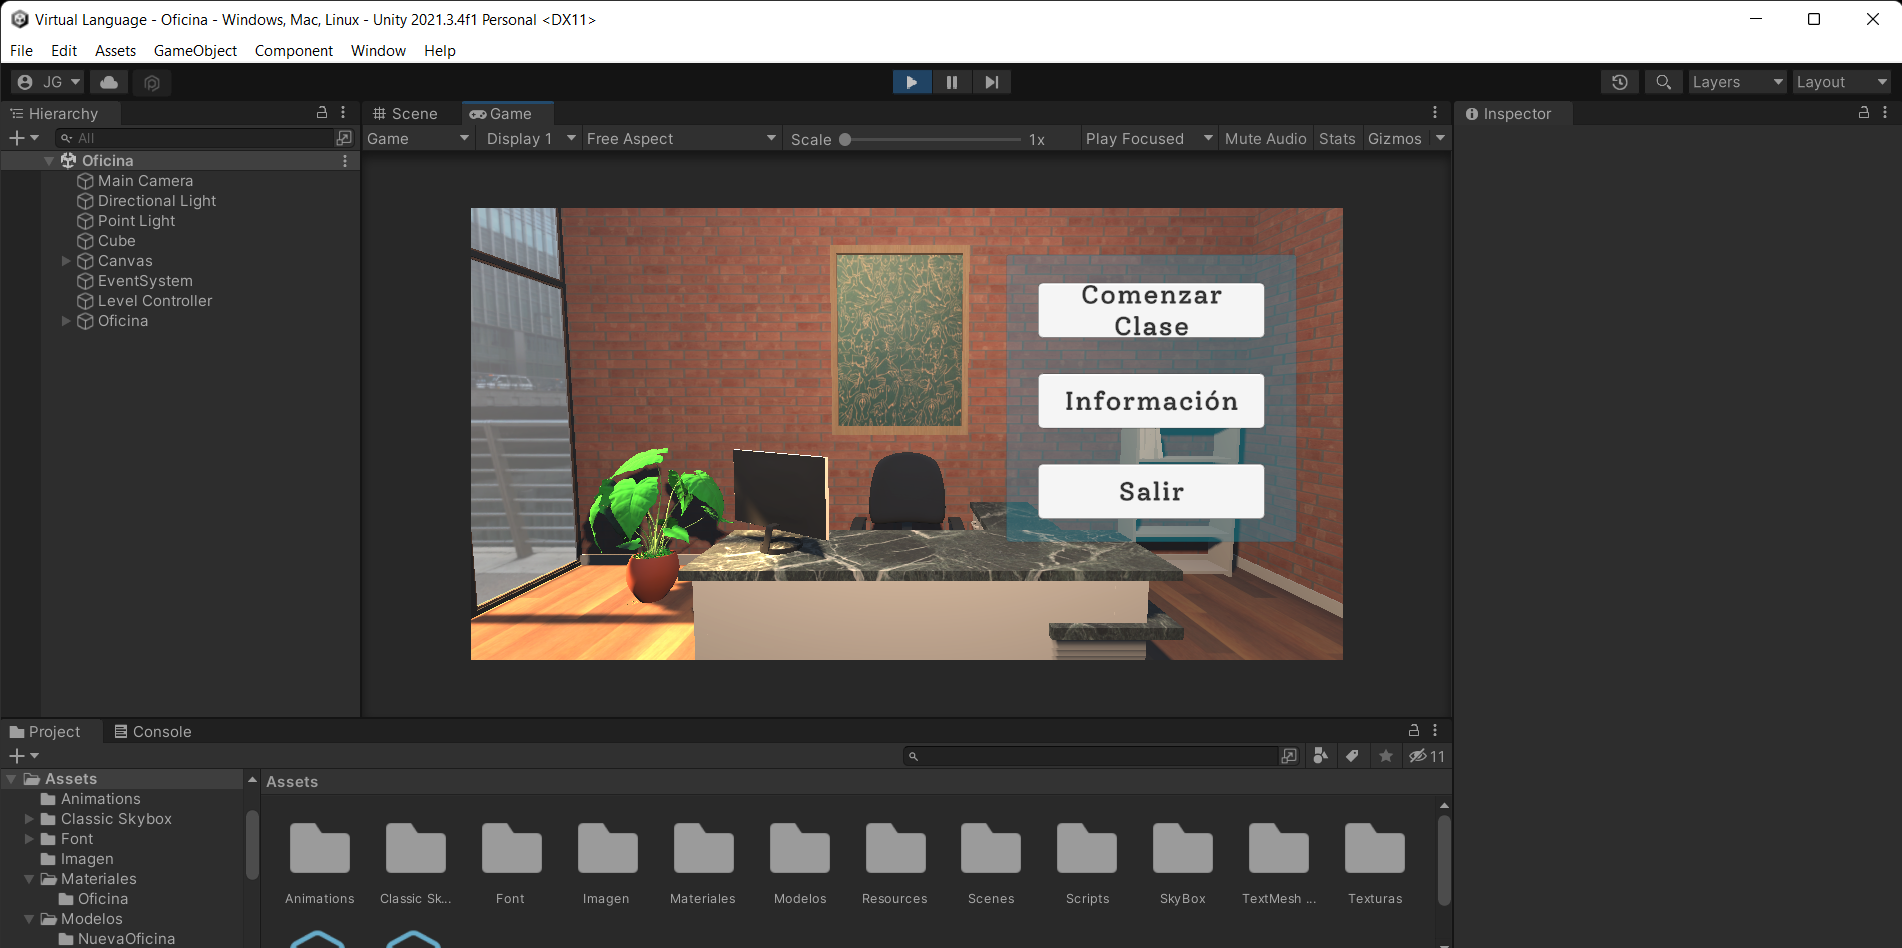 Virtual Language - Oficina - Windows, Mac, Linux - Unity 2021.3.4f1 Personal <DX11>
File Edit Assets GameObject Component Window Help
JG Layers Layout
Hierarchy
All
Oficina
Main Camera
Directional Light
Point Light
Cube
Canvas
EventSystem
Level Controller
Oficina
Scene Game
Game Display 1 Free Aspect Scale 1x Play Focused Mute Audio Stats Gizmos
Comenzar
Clase
Información
Salir
Inspector
Project Console
11
Assets
Animations
Classic Skybox
Font
Imagen
Materiales
Oficina
Modelos
NuevaOficina
Assets
Animations Classic Sk... Font Imagen Materiales Modelos Resources Scenes Scripts SkyBox TextMesh ... Texturas